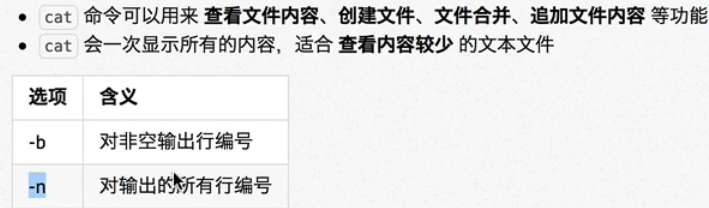 cat 命令可以用来 查看文件内容、创建文件、文件合并、追加文件内容 等功能
cat 会一次显示所有的内容，适合 查看内容较少 的文本文件
选项 含义
-b 对非空输出行编号
-n 对输出的所有行编号